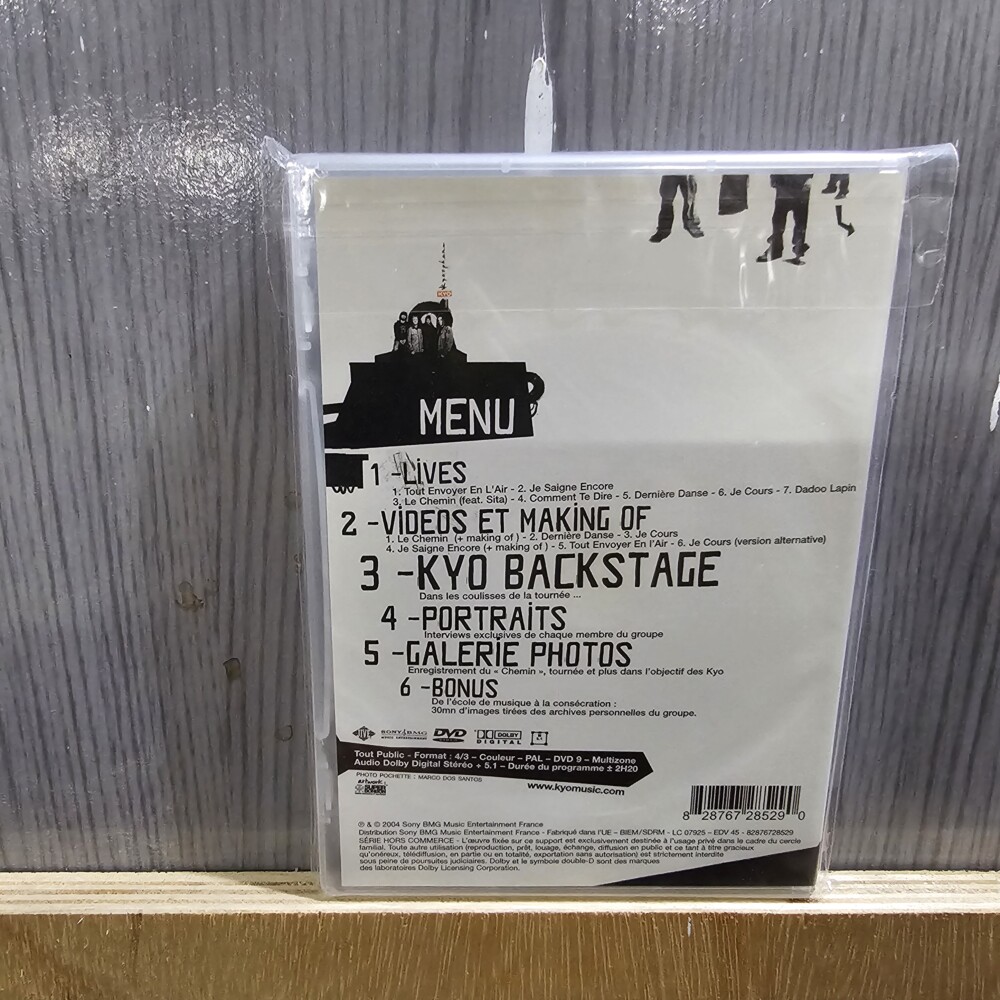 KYO
MENU
1 -LiVES
1. Tout Envoyer En L'Air - 2. Je Saigne Encore
3. Le Chemin (feat. Sita) - 4. Comment Te Dire - 5. Dernière Danse - 6. Je Cours - 7. Dadoo Lapin
2 -ViDEOS ET MAKiNG OF
1. Le Chemin (+ making of ) - 2. Dernière Danse - 3. Je Cours
4. Je Saigne Encore (+ making of ) - 5. Tout Envoyer En l'Air - 6. Je Cours (version alternative)
3 -KYO BACKSTAGE
Dans les coulisses de la tournée ...
4 -PORTRAiTS
Interviews exclusives de chaque membre du groupe
5 -GALERiE PHOTOS
Enregistrement du « Chemin », tournée et plus dans l'objectif des Kyo
6 -BONUS
De l'école de musique à la consécration :
30mn d'images tirées des archives personnelles du groupe.
JIVE SONY BMG MUSIC ENTERTAINMENT DVD VIDEO DOLBY DIGITAL
Tout Public - Format : 4/3 – Couleur – PAL – DVD 9 – Multizone
Audio Dolby Digital Stéréo + 5.1 – Durée du programme ± 2H20
PHOTO POCHETTE : MARCO DOS SANTOS
artwork:
www.kyomusic.com
8 28767 28529 0
℗ & © 2004 Sony BMG Music Entertainment France
Distribution Sony BMG Music Entertainment France - Fabriqué dans l'UE – BIEM/SDRM - LC 07925 – EDV 45 - 82876728529
SÉRIE HORS COMMERCE - L'œuvre fixée sur ce support est exclusivement destinée à l'usage privé dans le cadre du cercle
familial. Toute autre utilisation (reproduction, prêt, louage, échange, diffusion en public et ce tant à titre gracieux
qu'onéreux, télédiffusion, en partie ou en totalité, exportation sans autorisation) est strictement interdite
sous peine de poursuites judiciaires. Dolby et le symbole double-D sont des marques
des laboratoires Dolby Licensing Corporation.